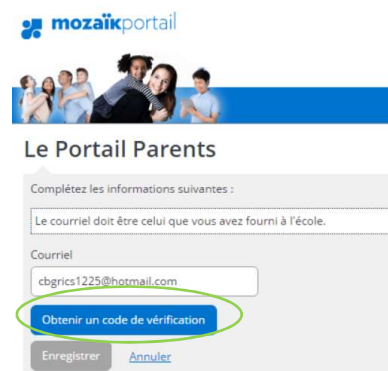 mozaïkportail
Le Portail Parents
Complétez les informations suivantes :
Le courriel doit être celui que vous avez fourni à l'école.
Courriel
cbgrics1225@hotmail.com
Obtenir un code de vérification
Enregistrer Annuler